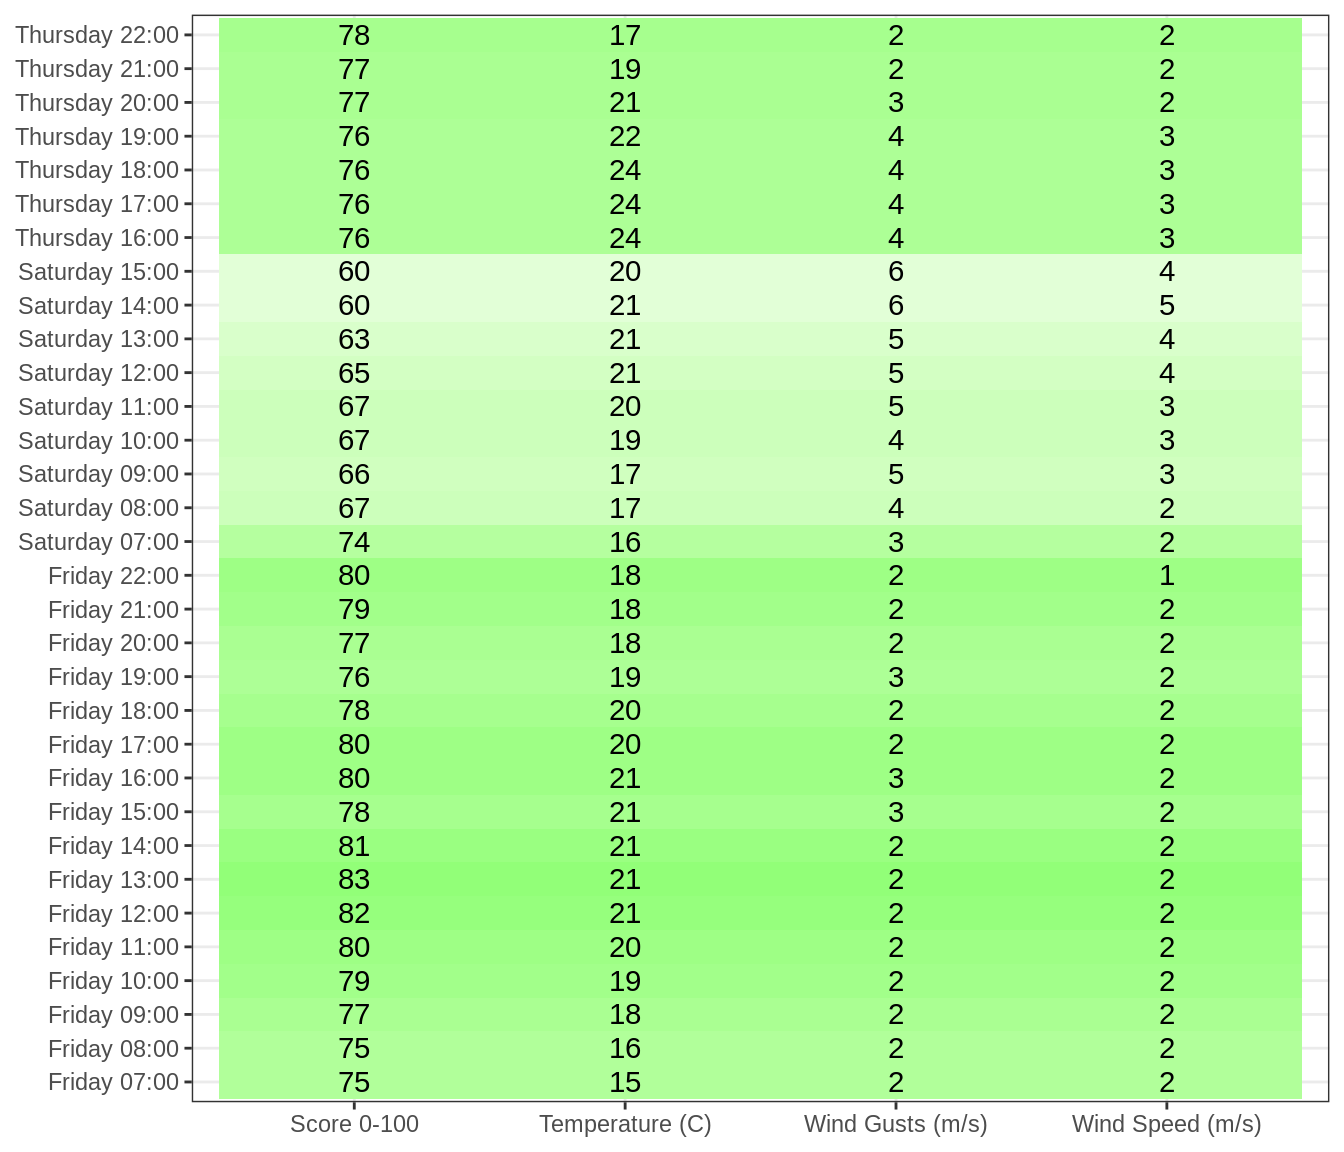 Thursday 22:00 78 17 2 2
Thursday 21:00 77 19 2 2
Thursday 20:00 77 21 3 2
Thursday 19:00 76 22 4 3
Thursday 18:00 76 24 4 3
Thursday 17:00 76 24 4 3
Thursday 16:00 76 24 4 3
Saturday 15:00 60 20 6 4
Saturday 14:00 60 21 6 5
Saturday 13:00 63 21 5 4
Saturday 12:00 65 21 5 4
Saturday 11:00 67 20 5 3
Saturday 10:00 67 19 4 3
Saturday 09:00 66 17 5 3
Saturday 08:00 67 17 4 2
Saturday 07:00 74 16 3 2
Friday 22:00 80 18 2 1
Friday 21:00 79 18 2 2
Friday 20:00 77 18 2 2
Friday 19:00 76 19 3 2
Friday 18:00 78 20 2 2
Friday 17:00 80 20 2 2
Friday 16:00 80 21 3 2
Friday 15:00 78 21 3 2
Friday 14:00 81 21 2 2
Friday 13:00 83 21 2 2
Friday 12:00 82 21 2 2
Friday 11:00 80 20 2 2
Friday 10:00 79 19 2 2
Friday 09:00 77 18 2 2
Friday 08:00 75 16 2 2
Friday 07:00 75 15 2 2
Score 0-100 Temperature (C) Wind Gusts (m/s) Wind Speed (m/s)